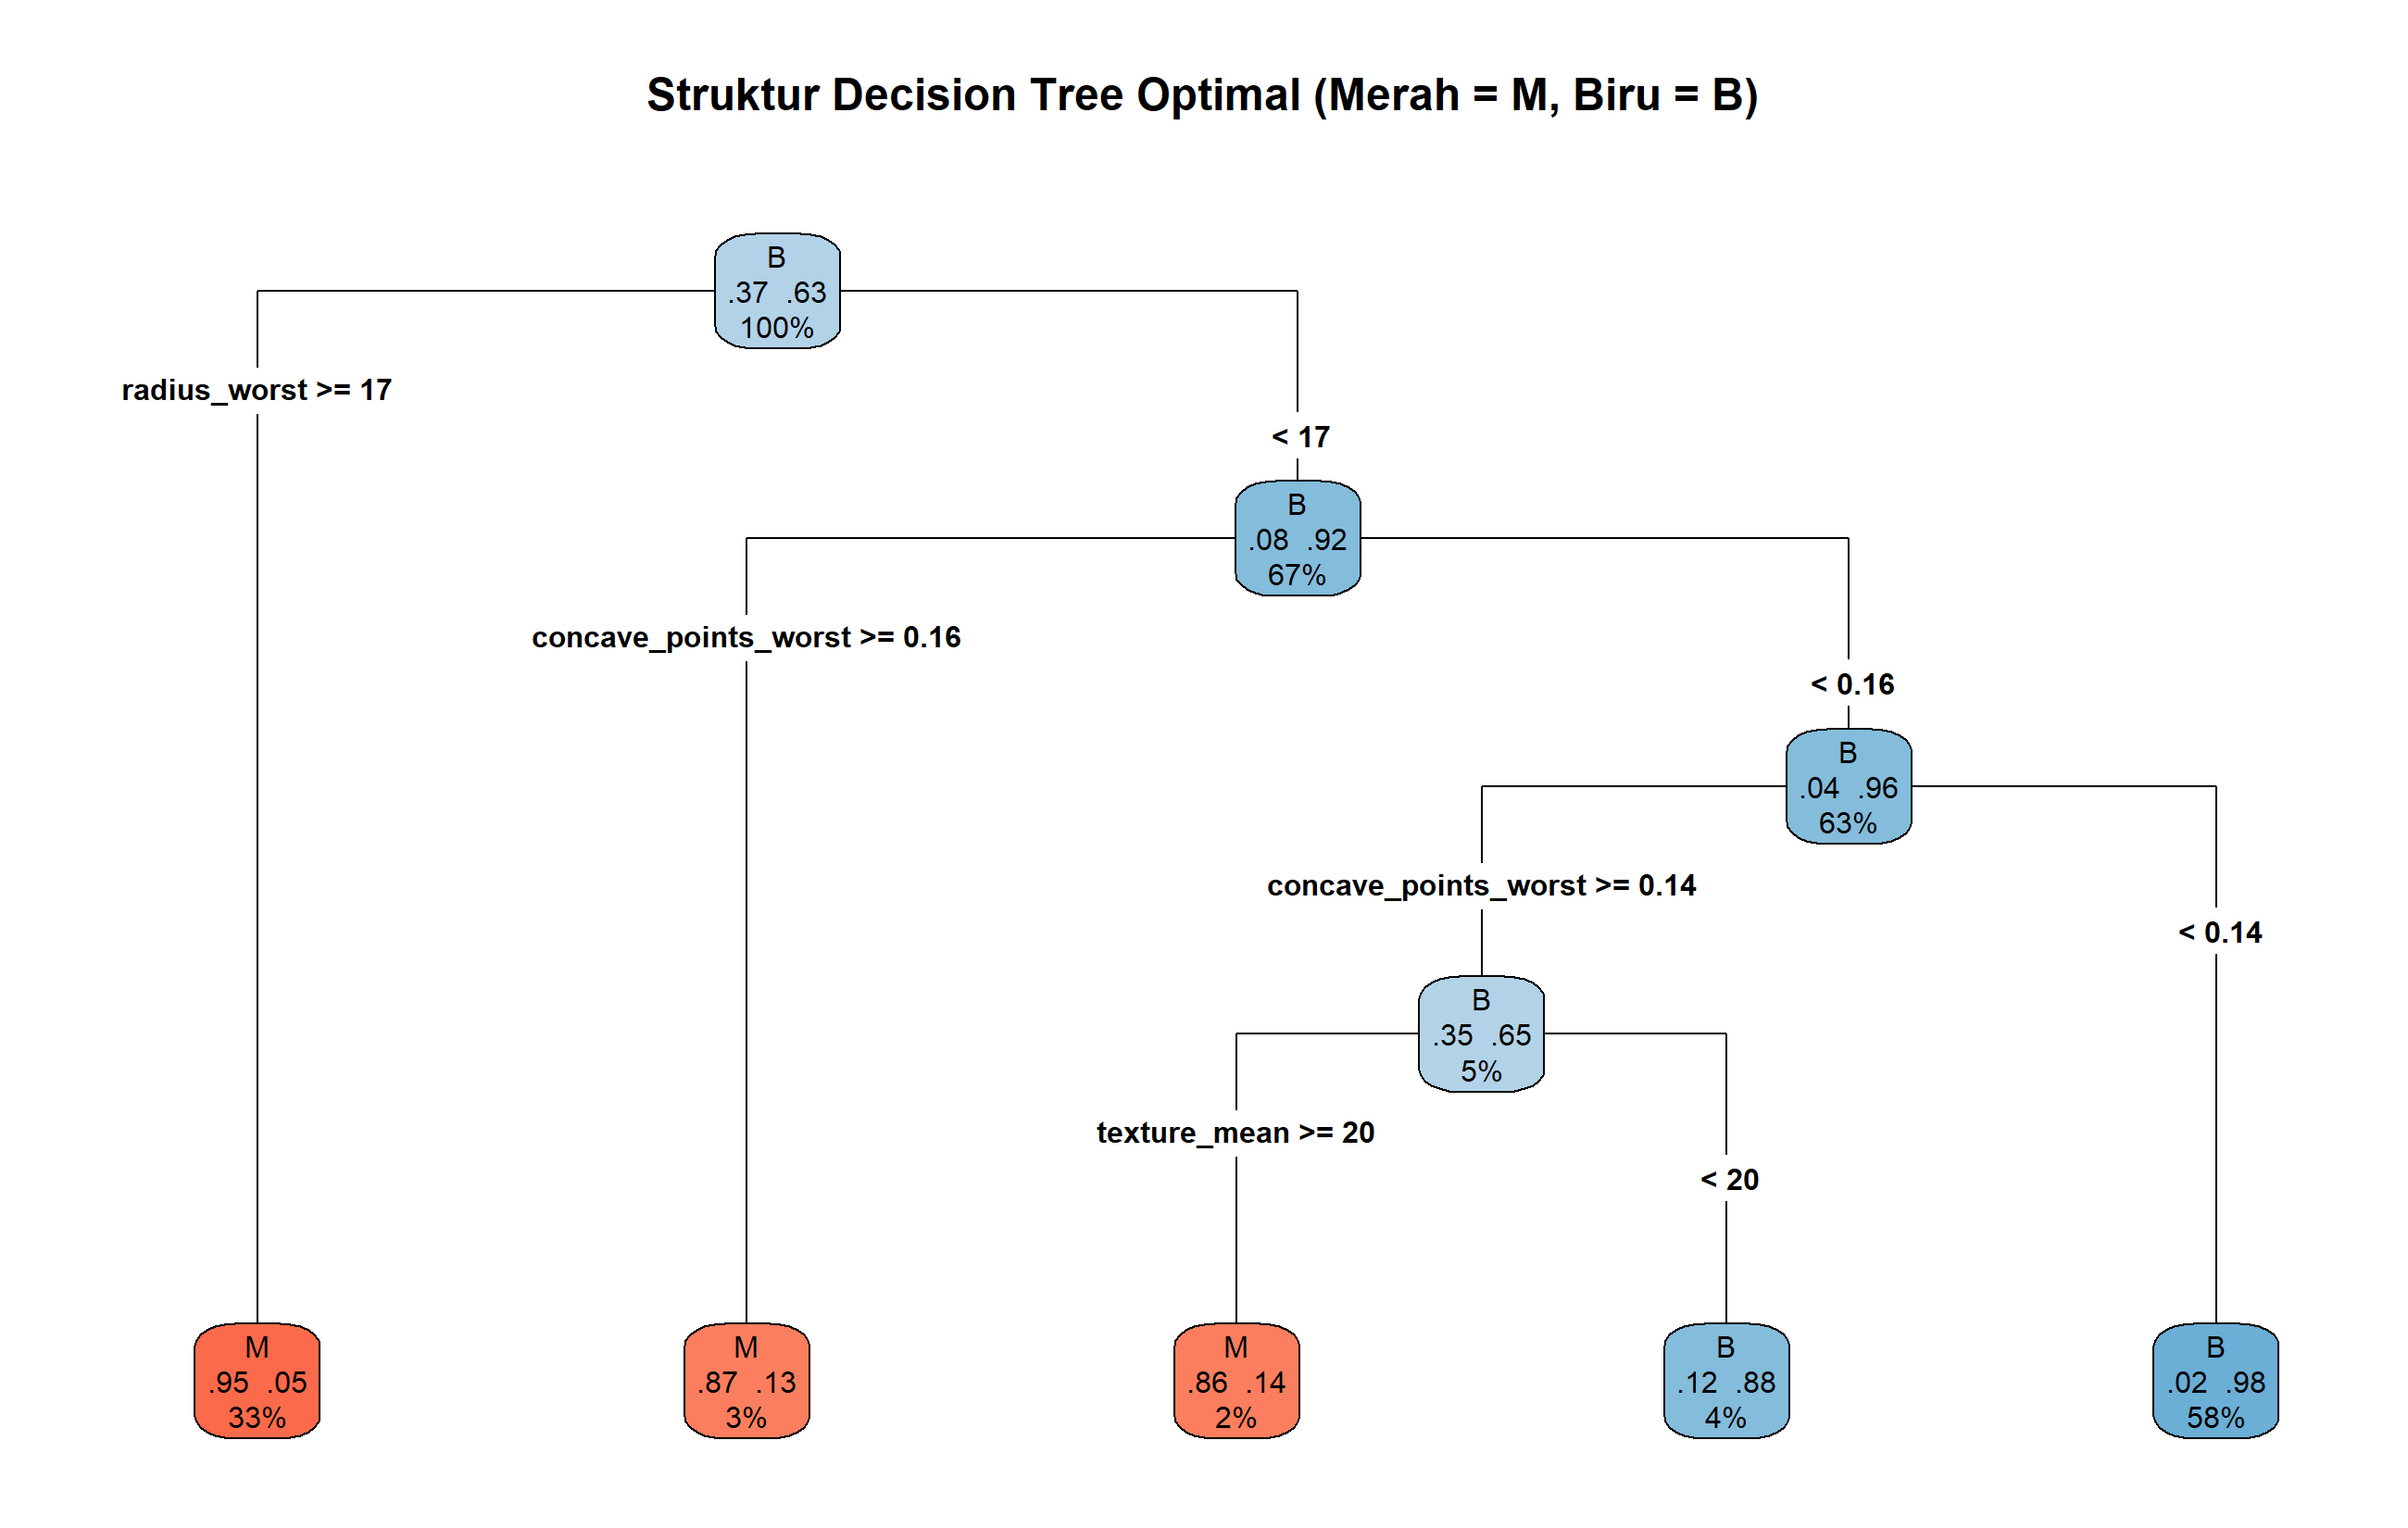 Struktur Decision Tree Optimal (Merah = M, Biru = B)
B
.37 .63
100%
radius_worst >= 17
< 17
B
.08 .92
67%
concave_points_worst >= 0.16
< 0.16
B
.04 .96
63%
concave_points_worst >= 0.14
< 0.14
B
.35 .65
5%
texture_mean >= 20
< 20
M
.95 .05
33%
M
.87 .13
3%
M
.86 .14
2%
B
.12 .88
4%
B
.02 .98
58%